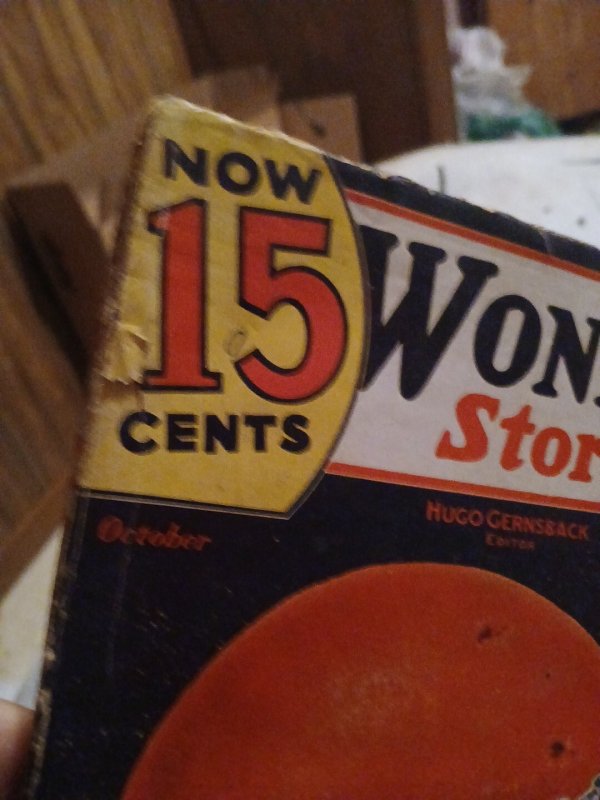 NOW
15
CENTS
WON
Stor
October
HUGO GERNSBACK
EDITOR